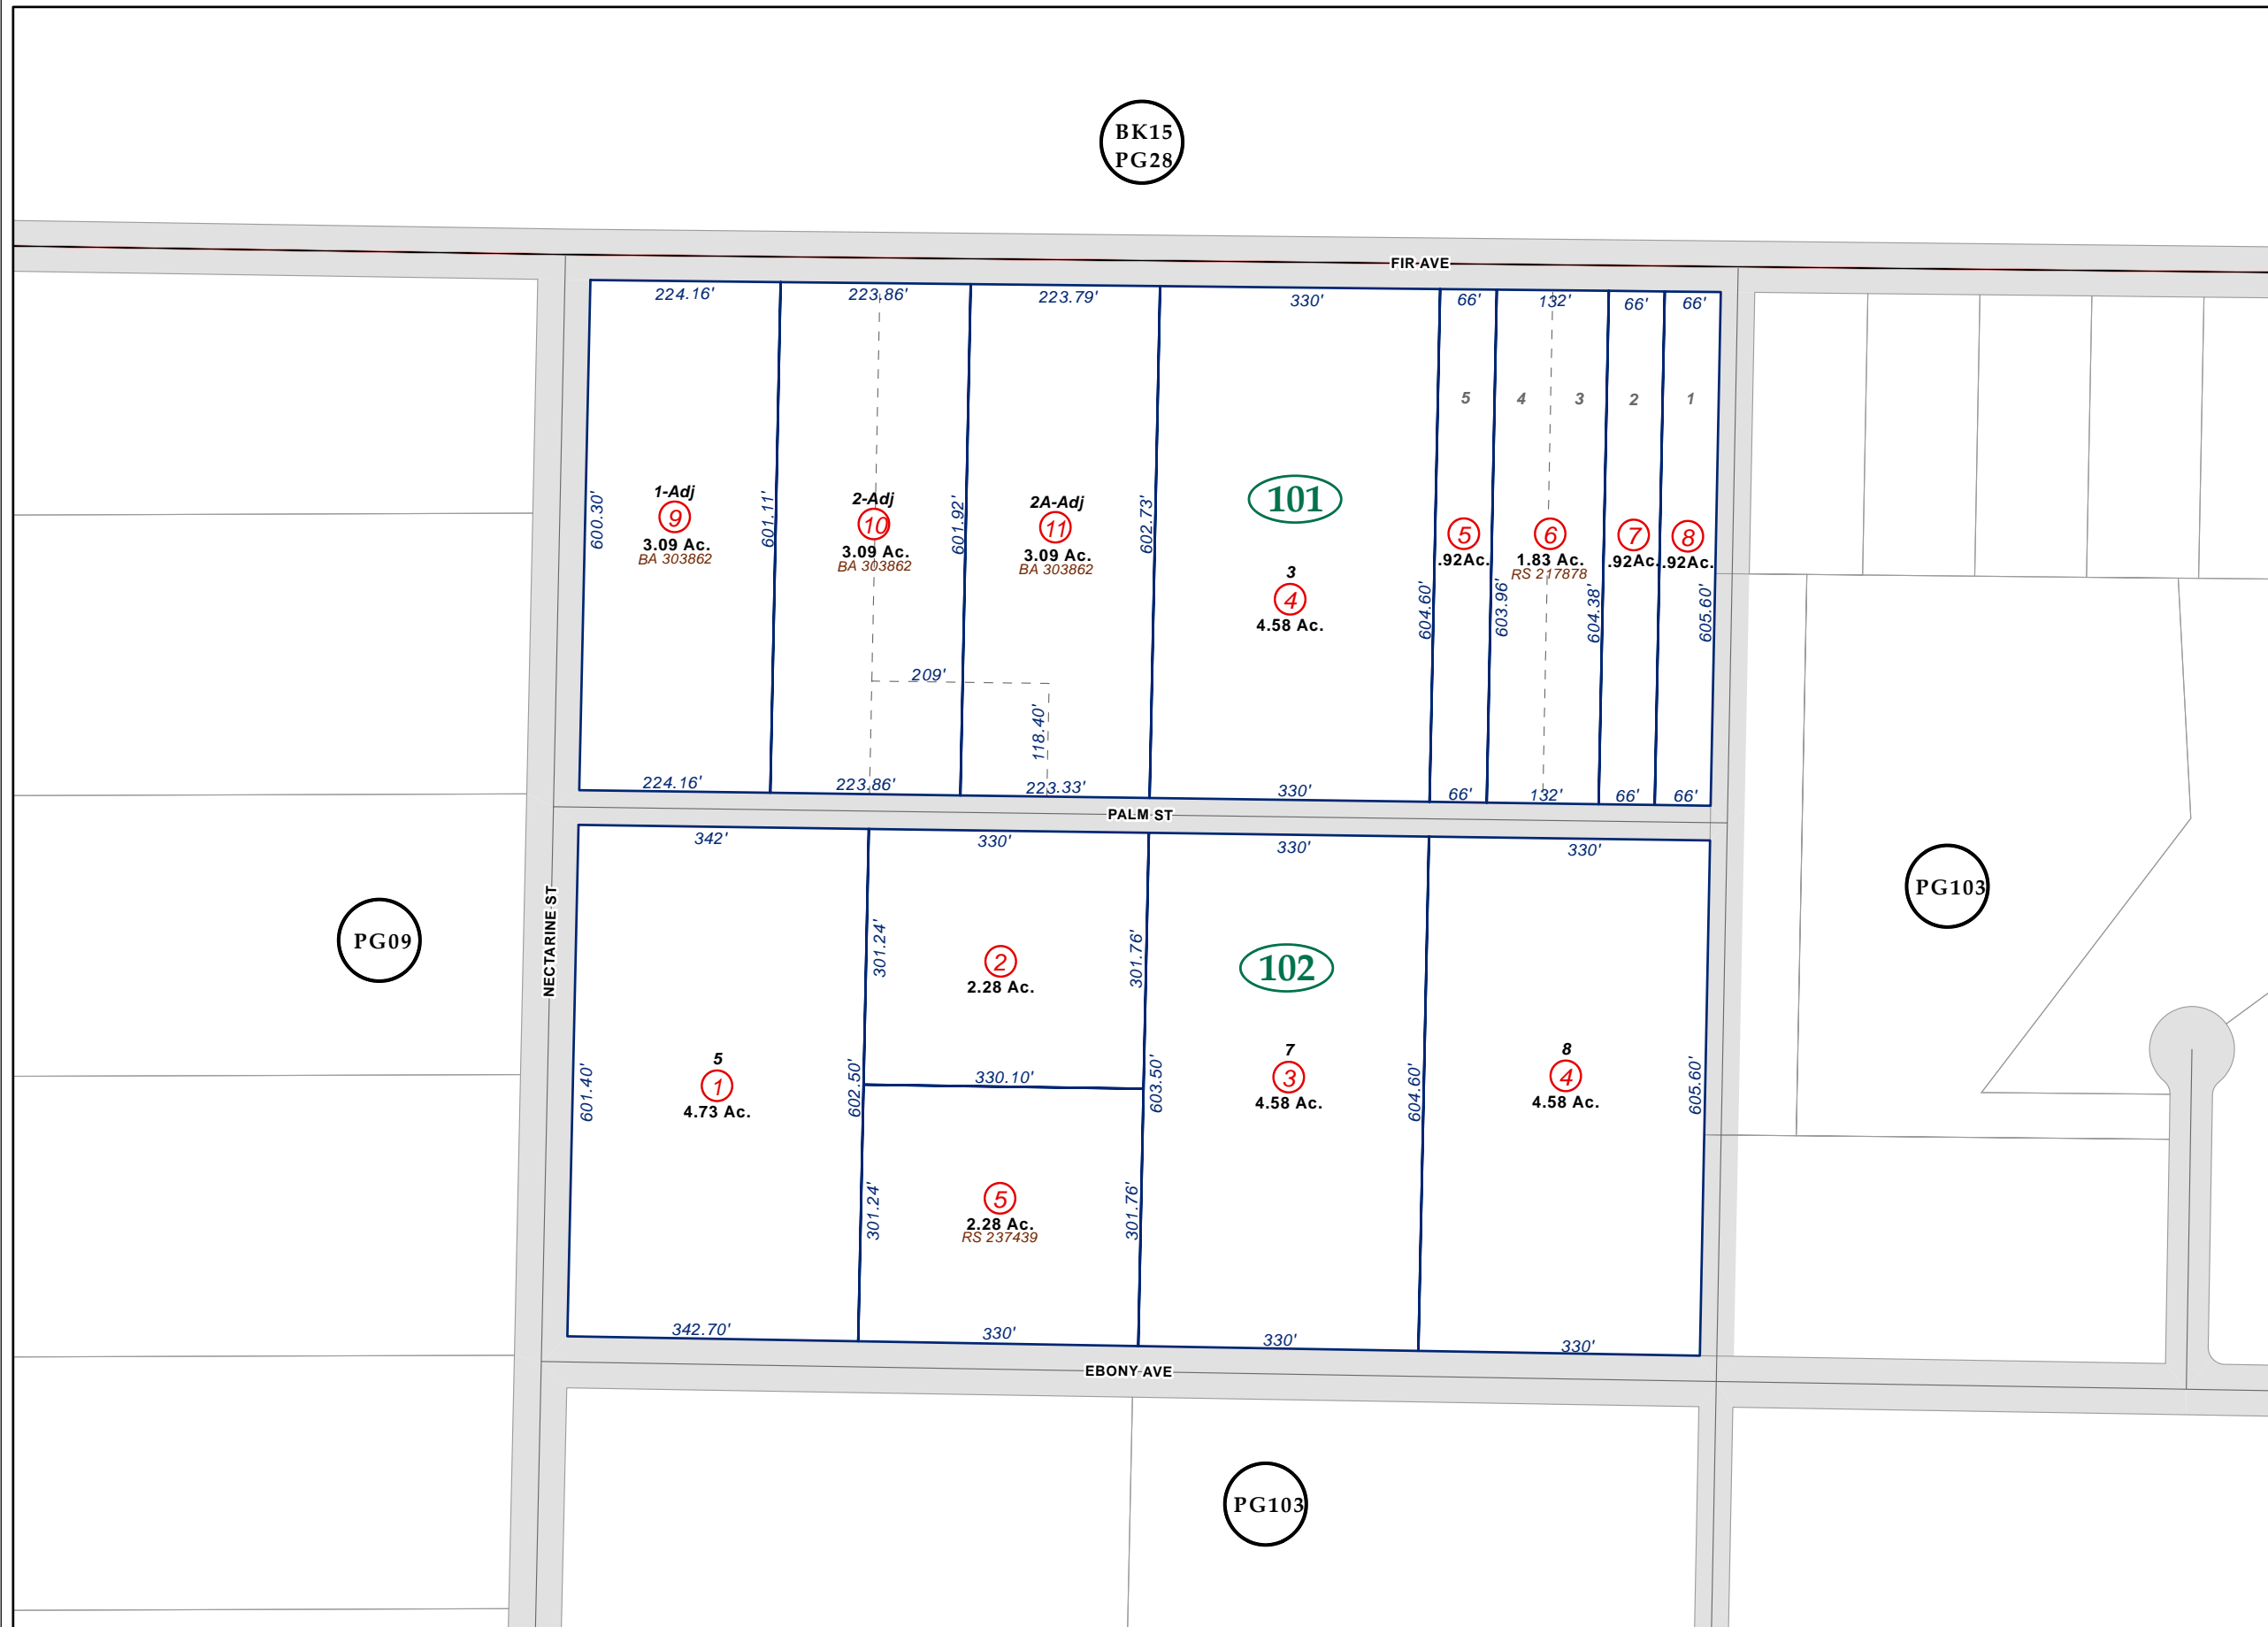 BK15
PG28
FIR AVE
224.16'
223.86'
223.79'
330'
66'
132'
66'
66'
5
4
3
2
1
600.30'
1-Adj
9
3.09 Ac.
BA 303862
601.11'
2-Adj
10
3.09 Ac.
BA 303862
601.92'
2A-Adj
11
3.09 Ac.
BA 303862
602.73'
101
3
4
4.58 Ac.
604.60'
5
.92Ac.
603.96'
6
1.83 Ac.
RS 217878
604.38'
7
.92Ac.
8
.92Ac.
605.60'
209'
118.40'
224.16'
223.86'
223.33'
330'
66'
132'
66'
66'
PALM ST
342'
330'
330'
330'
PG09
NECTARINE ST
301.24'
2
2.28 Ac.
301.76'
102
PG103
601.40'
5
1
4.73 Ac.
602.50'
330.10'
603.50'
7
3
4.58 Ac.
604.60'
8
4
4.58 Ac.
605.60'
301.24'
5
2.28 Ac.
RS 237439
301.76'
342.70'
330'
330'
330'
EBONY AVE
PG103